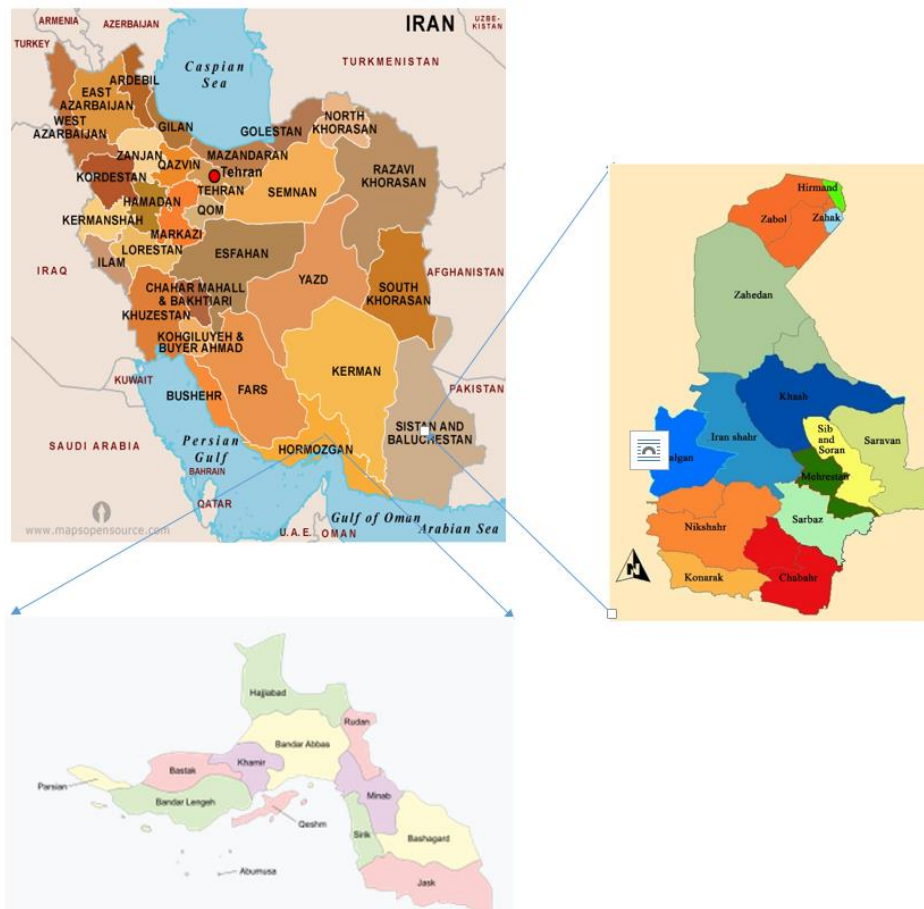 IRAN
ARMENIA
AZERBAIJAN
UZBE-
KISTAN
TURKEY
Caspian
Sea
TURKMENISTAN
ARDEBIL
EAST
AZARBAIJAN
WEST
AZARBAIJAN
GILAN
GOLESTAN
NORTH
KHORASAN
ZANJAN
QAZVIN
MAZANDARAN
Tehran
TEHRAN
SEMNAN
RAZAVI
KHORASAN
KORDESTAN
HAMADAN
QOM
KERMANSHAH
MARKAZI
LORESTAN
ESFAHAN
ILAM
IRAQ
YAZD
SOUTH
KHORASAN
AFGHANISTAN
CHAHAR MAHALL
& BAKHTIARI
KHUZESTAN
KOHGILUYEH &
BUYER AHMAD
KERMAN
KUWAIT
BUSHEHR
FARS
PAKISTAN
SISTAN AND
BALUCHESTAN
SAUDI ARABIA
Persian
Gulf
HORMOZGAN
BAHRAIN
QATAR
Gulf of Oman
Arabian Sea
U.A.E.
OMAN
www.mapsopensource.com
Hirmand
Zabol
Zahak
Zahedan
Khash
Iran shahr
Sib
and
Soran
Saravan
algan
Mehrestan
Sarbaz
Nikshahr
Konarak
Chabahr
N
Hajjiabad
Rudan
Bandar Abbas
Khamir
Bastak
Parsian
Minab
Bandar Lengeh
Qeshm
Sirik
Bashagard
Abumusa
Jask